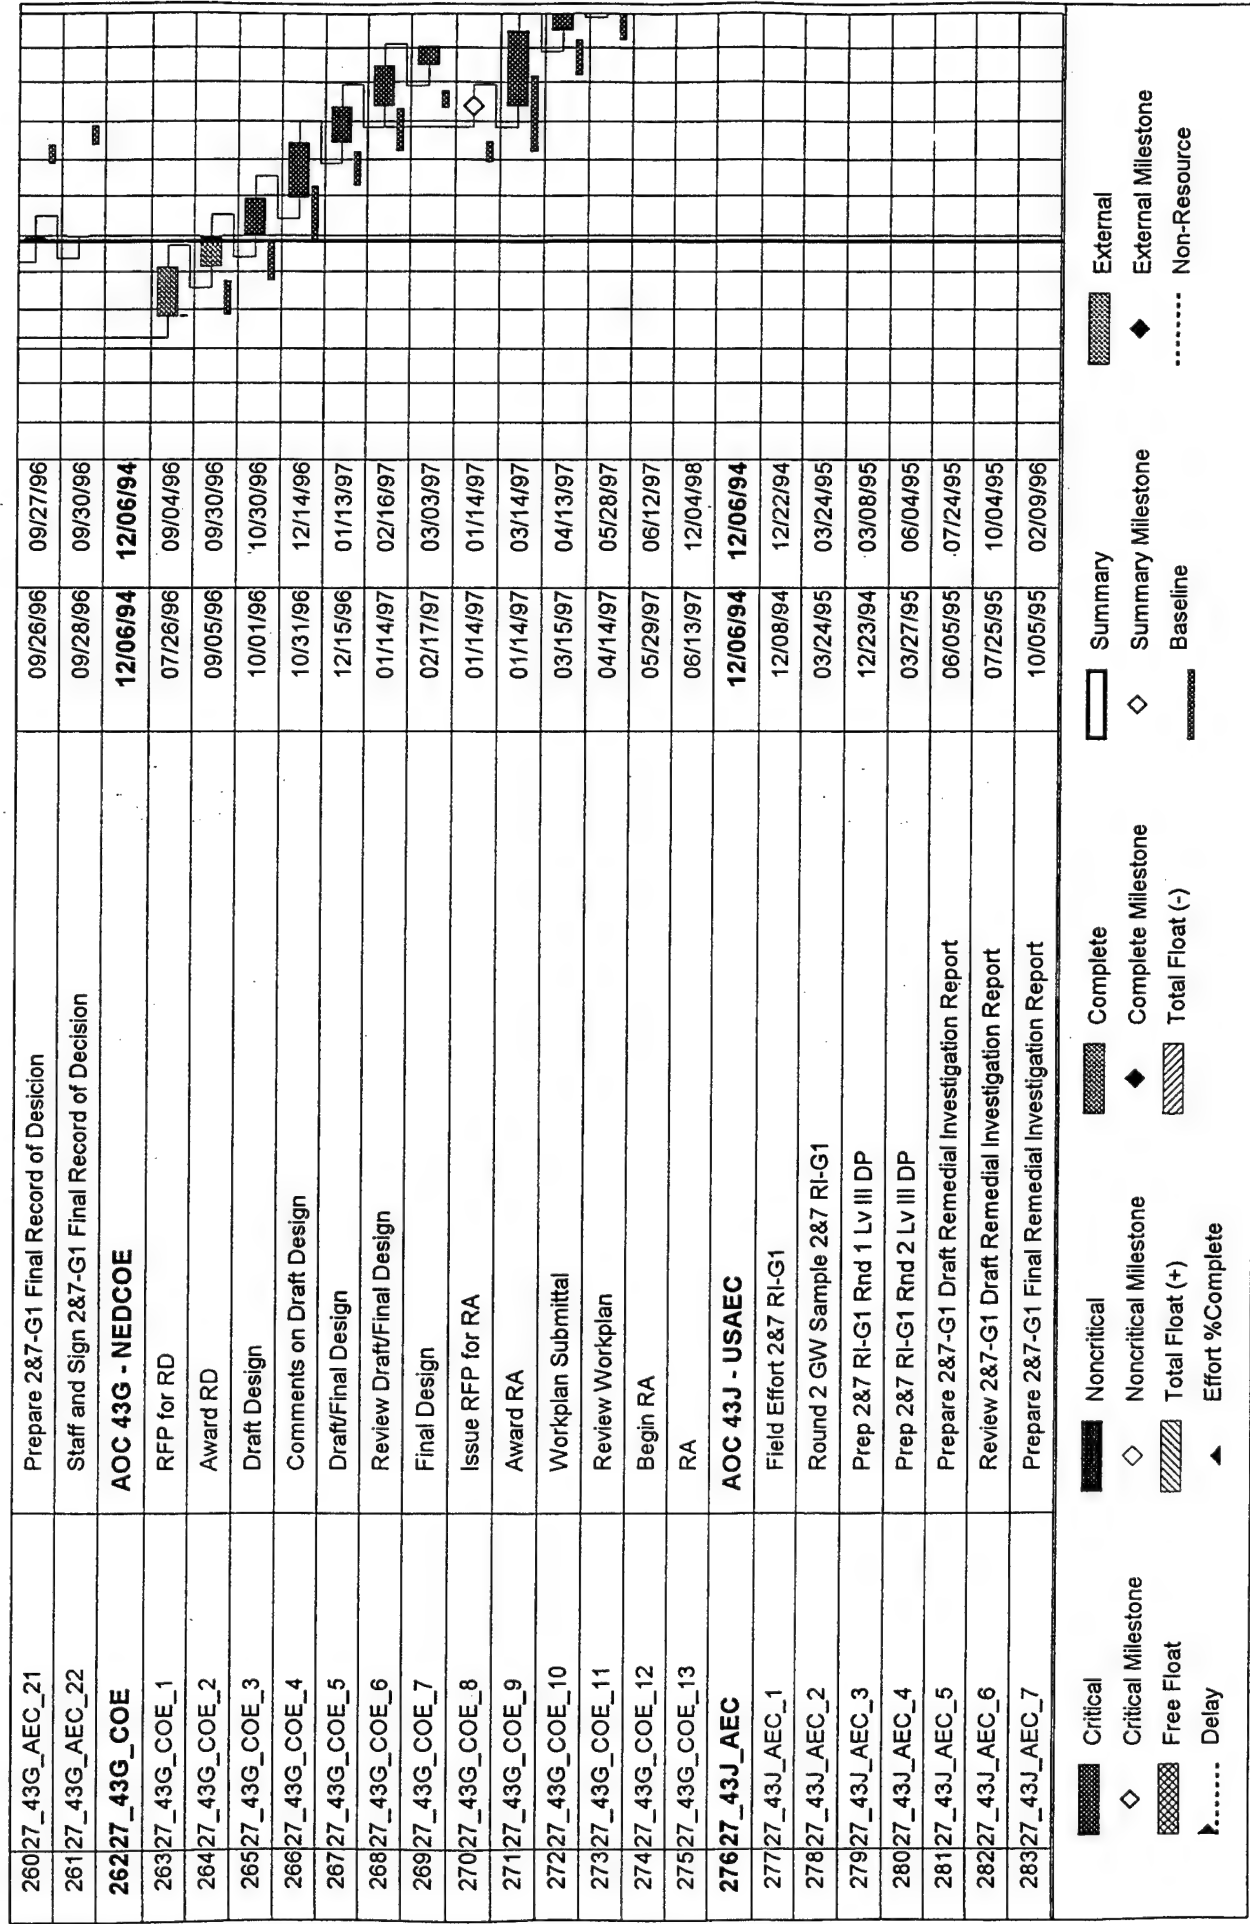 260 27_43G_AEC_21 Prepare 2&7-G1 Final Record of Desicion 09/26/96 09/27/96
261 27_43G_AEC_22 Staff and Sign 2&7-G1 Final Record of Decision 09/28/96 09/30/96
262 27_43G_COE AOC 43G - NEDCOE 12/06/94 12/06/94
263 27_43G_COE_1 RFP for RD 07/26/96 09/04/96
264 27_43G_COE_2 Award RD 09/05/96 09/30/96
265 27_43G_COE_3 Draft Design 10/01/96 10/30/96
266 27_43G_COE_4 Comments on Draft Design 10/31/96 12/14/96
267 27_43G_COE_5 Draft/Final Design 12/15/96 01/13/97
268 27_43G_COE_6 Review Draft/Final Design 01/14/97 02/16/97
269 27_43G_COE_7 Final Design 02/17/97 03/03/97
270 27_43G_COE_8 Issue RFP for RA 01/14/97 01/14/97
271 27_43G_COE_9 Award RA 01/14/97 03/14/97
272 27_43G_COE_10 Workplan Submittal 03/15/97 04/13/97
273 27_43G_COE_11 Review Workplan 04/14/97 05/28/97
274 27_43G_COE_12 Begin RA 05/29/97 06/12/97
275 27_43G_COE_13 RA 06/13/97 12/04/98
276 27_43J_AEC AOC 43J - USAEC 12/06/94 12/06/94
277 27_43J_AEC_1 Field Effort 2&7 RI-G1 12/08/94 12/22/94
278 27_43J_AEC_2 Round 2 GW Sample 2&7 RI-G1 03/24/95 03/24/95
279 27_43J_AEC_3 Prep 2&7 RI-G1 Rnd 1 Lv III DP 12/23/94 03/08/95
280 27_43J_AEC_4 Prep 2&7 RI-G1 Rnd 2 Lv III DP 03/27/95 06/04/95
281 27_43J_AEC_5 Prepare 2&7-G1 Draft Remedial Investigation Report 06/05/95 07/24/95
282 27_43J_AEC_6 Review 2&7-G1 Draft Remedial Investigation Report 07/25/95 10/04/95
283 27_43J_AEC_7 Prepare 2&7-G1 Final Remedial Investigation Report 10/05/95 02/09/96
Critical Noncritical Complete Summary External
Critical Milestone Noncritical Milestone Complete Milestone Summary Milestone External Milestone
Free Float Total Float (+) Total Float (-) Baseline Non-Resource
Delay Effort %Complete